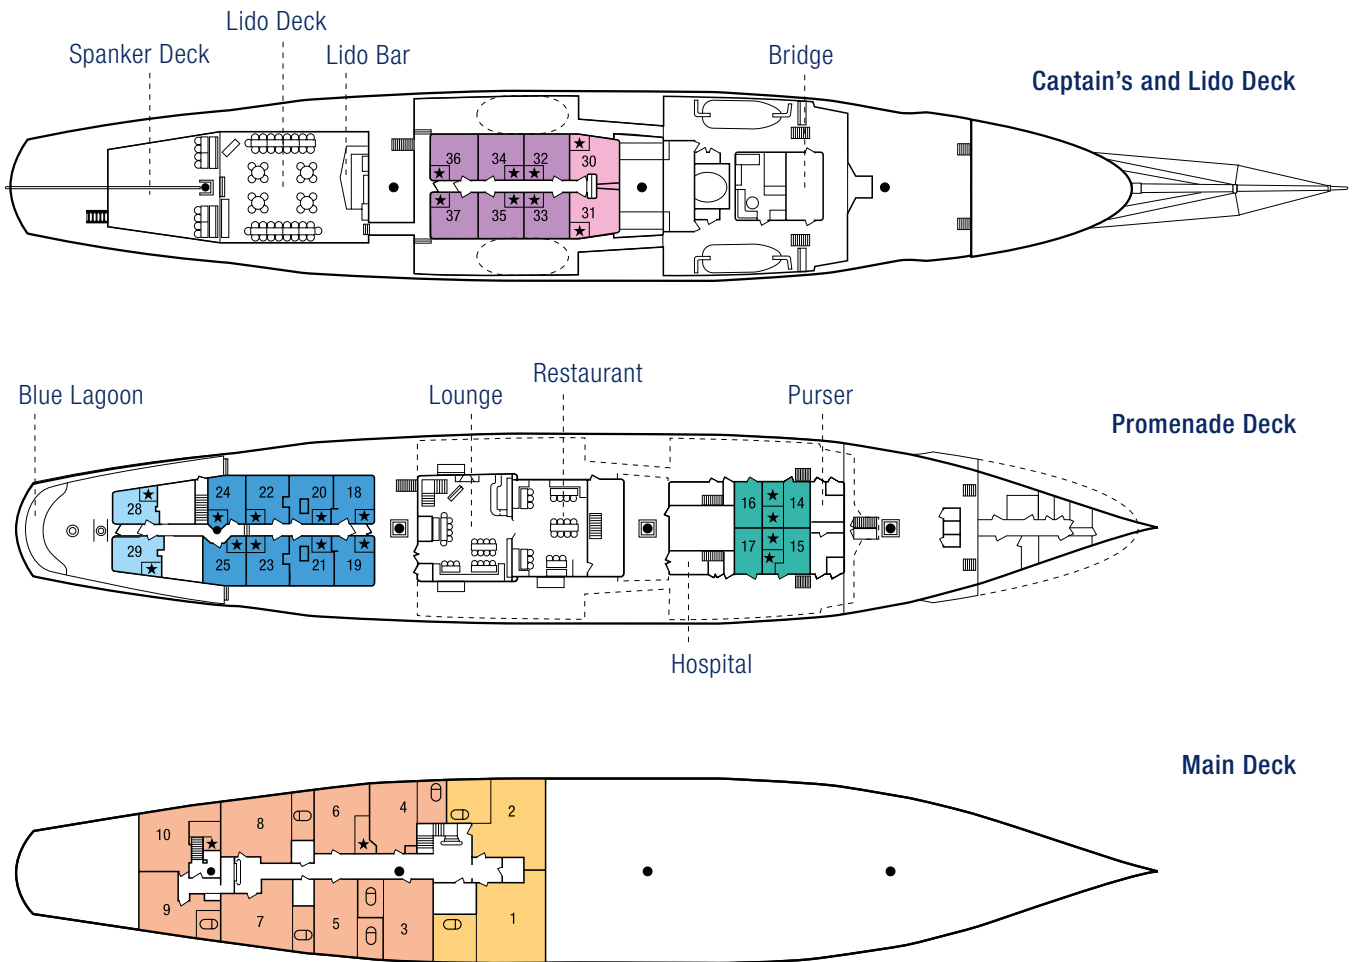 Lido Deck
Spanker Deck
Lido Bar
Bridge
Captain's and Lido Deck
36 34 32 30
37 35 33 31
Restaurant
Blue Lagoon
Lounge
Purser
Promenade Deck
24 22 20 18
28
16 14
29
17 15
25 23 21 19
Hospital
Main Deck
10 8 6 4 2
9 7 5 3 1